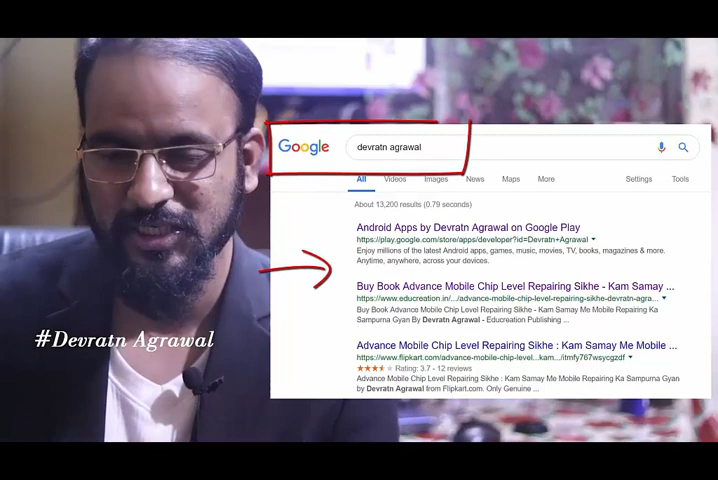 Google
devratn agrawal
All Videos Images News Maps More Settings Tools
About 13,200 results (0.79 seconds)
Android Apps by Devratn Agrawal on Google Play
https://play.google.com/store/apps/developer?id=Devratn+Agrawal
Enjoy millions of the latest Android apps, games, music, movies, TV, books, magazines & more.
Anytime, anywhere, across your devices.
Buy Book Advance Mobile Chip Level Repairing Sikhe - Kam Samay ...
https://www.educreation.in/.../advance-mobile-chip-level-repairing-sikhe-devratn-agra...
Buy Book Advance Mobile Chip Level Repairing Sikhe - Kam Samay Me Mobile Repairing Ka
Sampurna Gyan By Devratn Agrawal - Educreation Publishing ...
Advance Mobile Chip Level Repairing Sikhe : Kam Samay Me Mobile ...
https://www.flipkart.com/advance-mobile-chip-level...kam.../itmfy767wsycgzdf
Rating: 3.7 - 12 reviews
Advance Mobile Chip Level Repairing Sikhe : Kam Samay Me Mobile Repairing Ka Sampurna Gyan
by Devratn Agrawal from Flipkart.com. Only Genuine ...
#Devratn Agrawal